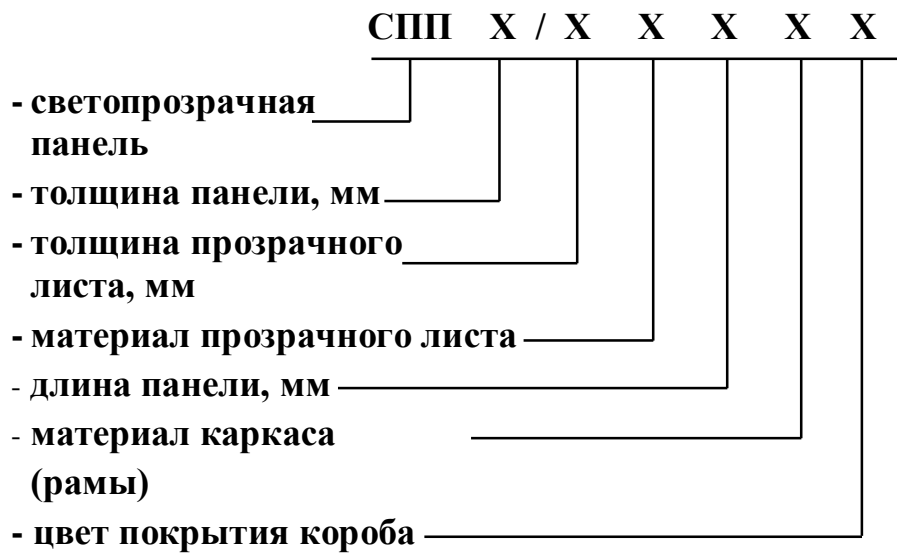 СПП X / X X X X X
- светопрозрачная
панель
- толщина панели, мм
- толщина прозрачного
листа, мм
- материал прозрачного листа
- длина панели, мм
- материал каркаса
(рамы)
- цвет покрытия короба